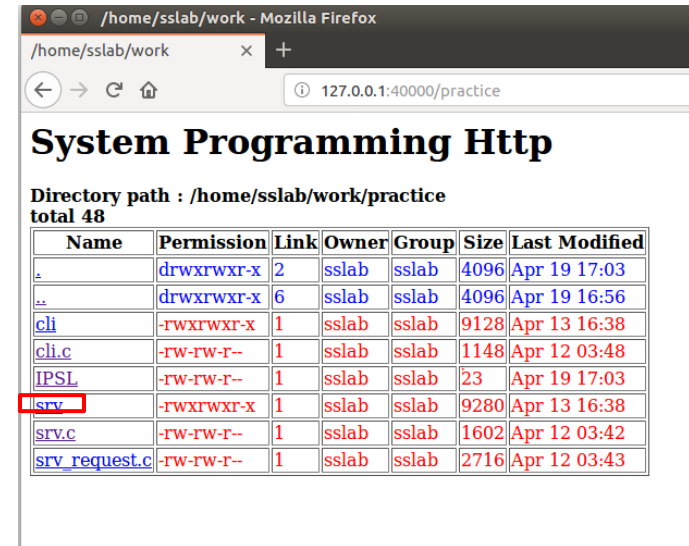 /home/sslab/work - Mozilla Firefox
/home/sslab/work
127.0.0.1:40000/practice
System Programming Http
Directory path : /home/sslab/work/practice
total 48
Name Permission Link Owner Group Size Last Modified
. drwxrwxr-x 2 sslab sslab 4096 Apr 19 17:03
.. drwxrwxr-x 6 sslab sslab 4096 Apr 19 16:56
cli -rwxrwxr-x 1 sslab sslab 9128 Apr 13 16:38
cli.c -rw-rw-r-- 1 sslab sslab 1148 Apr 12 03:48
IPSL -rw-rw-r-- 1 sslab sslab 23 Apr 19 17:03
srv -rwxrwxr-x 1 sslab sslab 9280 Apr 13 16:38
srv.c -rw-rw-r-- 1 sslab sslab 1602 Apr 12 03:42
srv_request.c -rw-rw-r-- 1 sslab sslab 2716 Apr 12 03:43